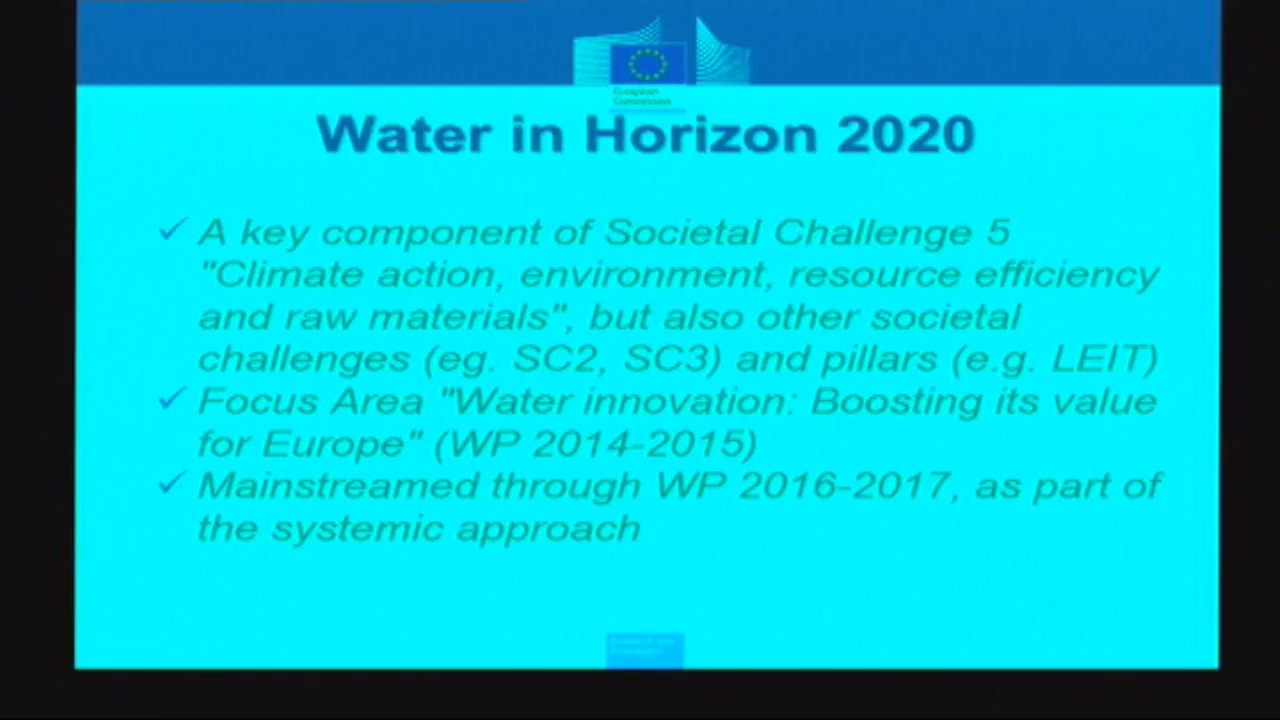 European
Commission
Water in Horizon 2020
✓ A key component of Societal Challenge 5
"Climate action, environment, resource efficiency
and raw materials", but also other societal
challenges (eg. SC2, SC3) and pillars (e.g. LEIT)
✓ Focus Area "Water innovation: Boosting its value
for Europe" (WP 2014-2015)
✓ Mainstreamed through WP 2016-2017, as part of
the systemic approach